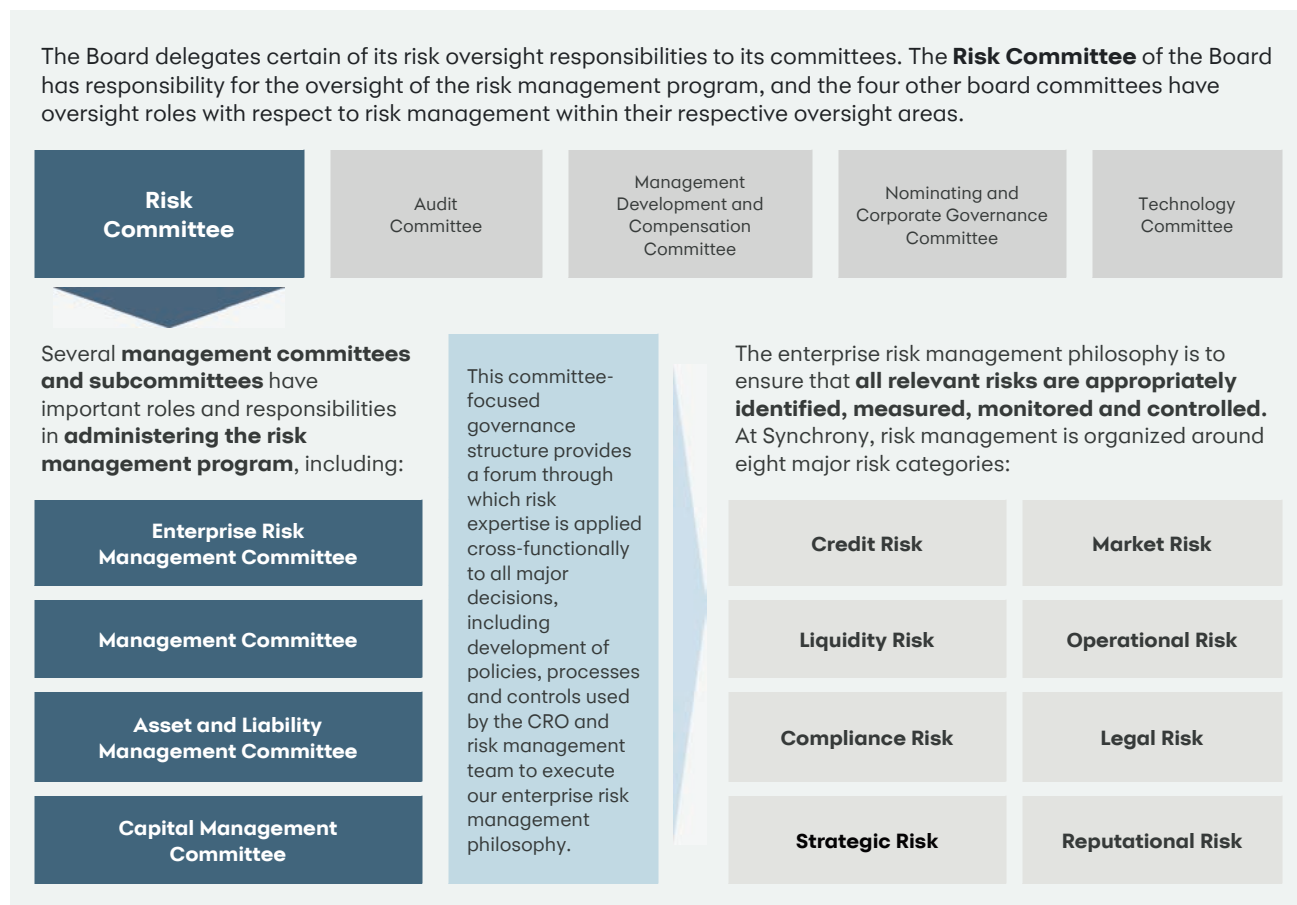 The Board delegates certain of its risk oversight responsibilities to its committees. The Risk Committee of the Board
has responsibility for the oversight of the risk management program, and the four other board committees have
oversight roles with respect to risk management within their respective oversight areas.
Risk
Committee
Audit
Committee
Management
Development and
Compensation
Committee
Nominating and
Corporate Governance
Committee
Technology
Committee
Several management committees
and subcommittees have
important roles and responsibilities
in administering the risk
management program, including:
Enterprise Risk
Management Committee
Management Committee
Asset and Liability
Management Committee
Capital Management
Committee
This committee-
focused
governance
structure provides
a forum through
which risk
expertise is applied
cross-functionally
to all major
decisions,
including
development of
policies, processes
and controls used
by the CRO and
risk management
team to execute
our enterprise risk
management
philosophy.
The enterprise risk management philosophy is to
ensure that all relevant risks are appropriately
identified, measured, monitored and controlled.
At Synchrony, risk management is organized around
eight major risk categories:
Credit Risk
Market Risk
Liquidity Risk
Operational Risk
Compliance Risk
Legal Risk
Strategic Risk
Reputational Risk